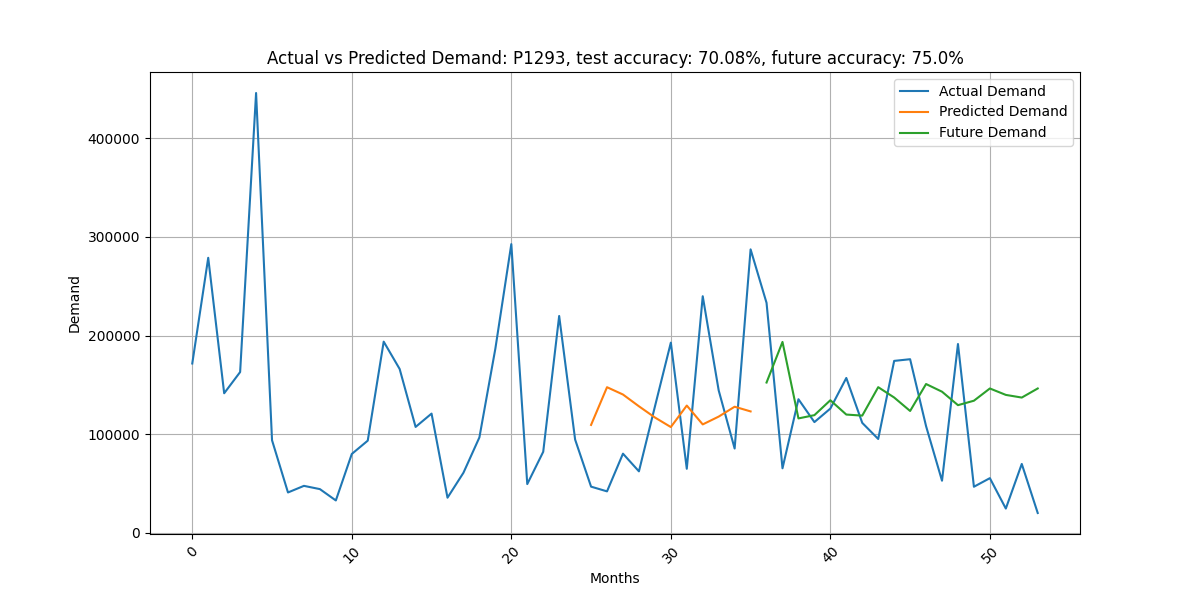 Actual vs Predicted Demand: P1293, test accuracy: 70.08%, future accuracy: 75.0%
Actual Demand
Predicted Demand
Future Demand
Demand
400000
300000
200000
100000
0
0
10
20
30
40
50
Months